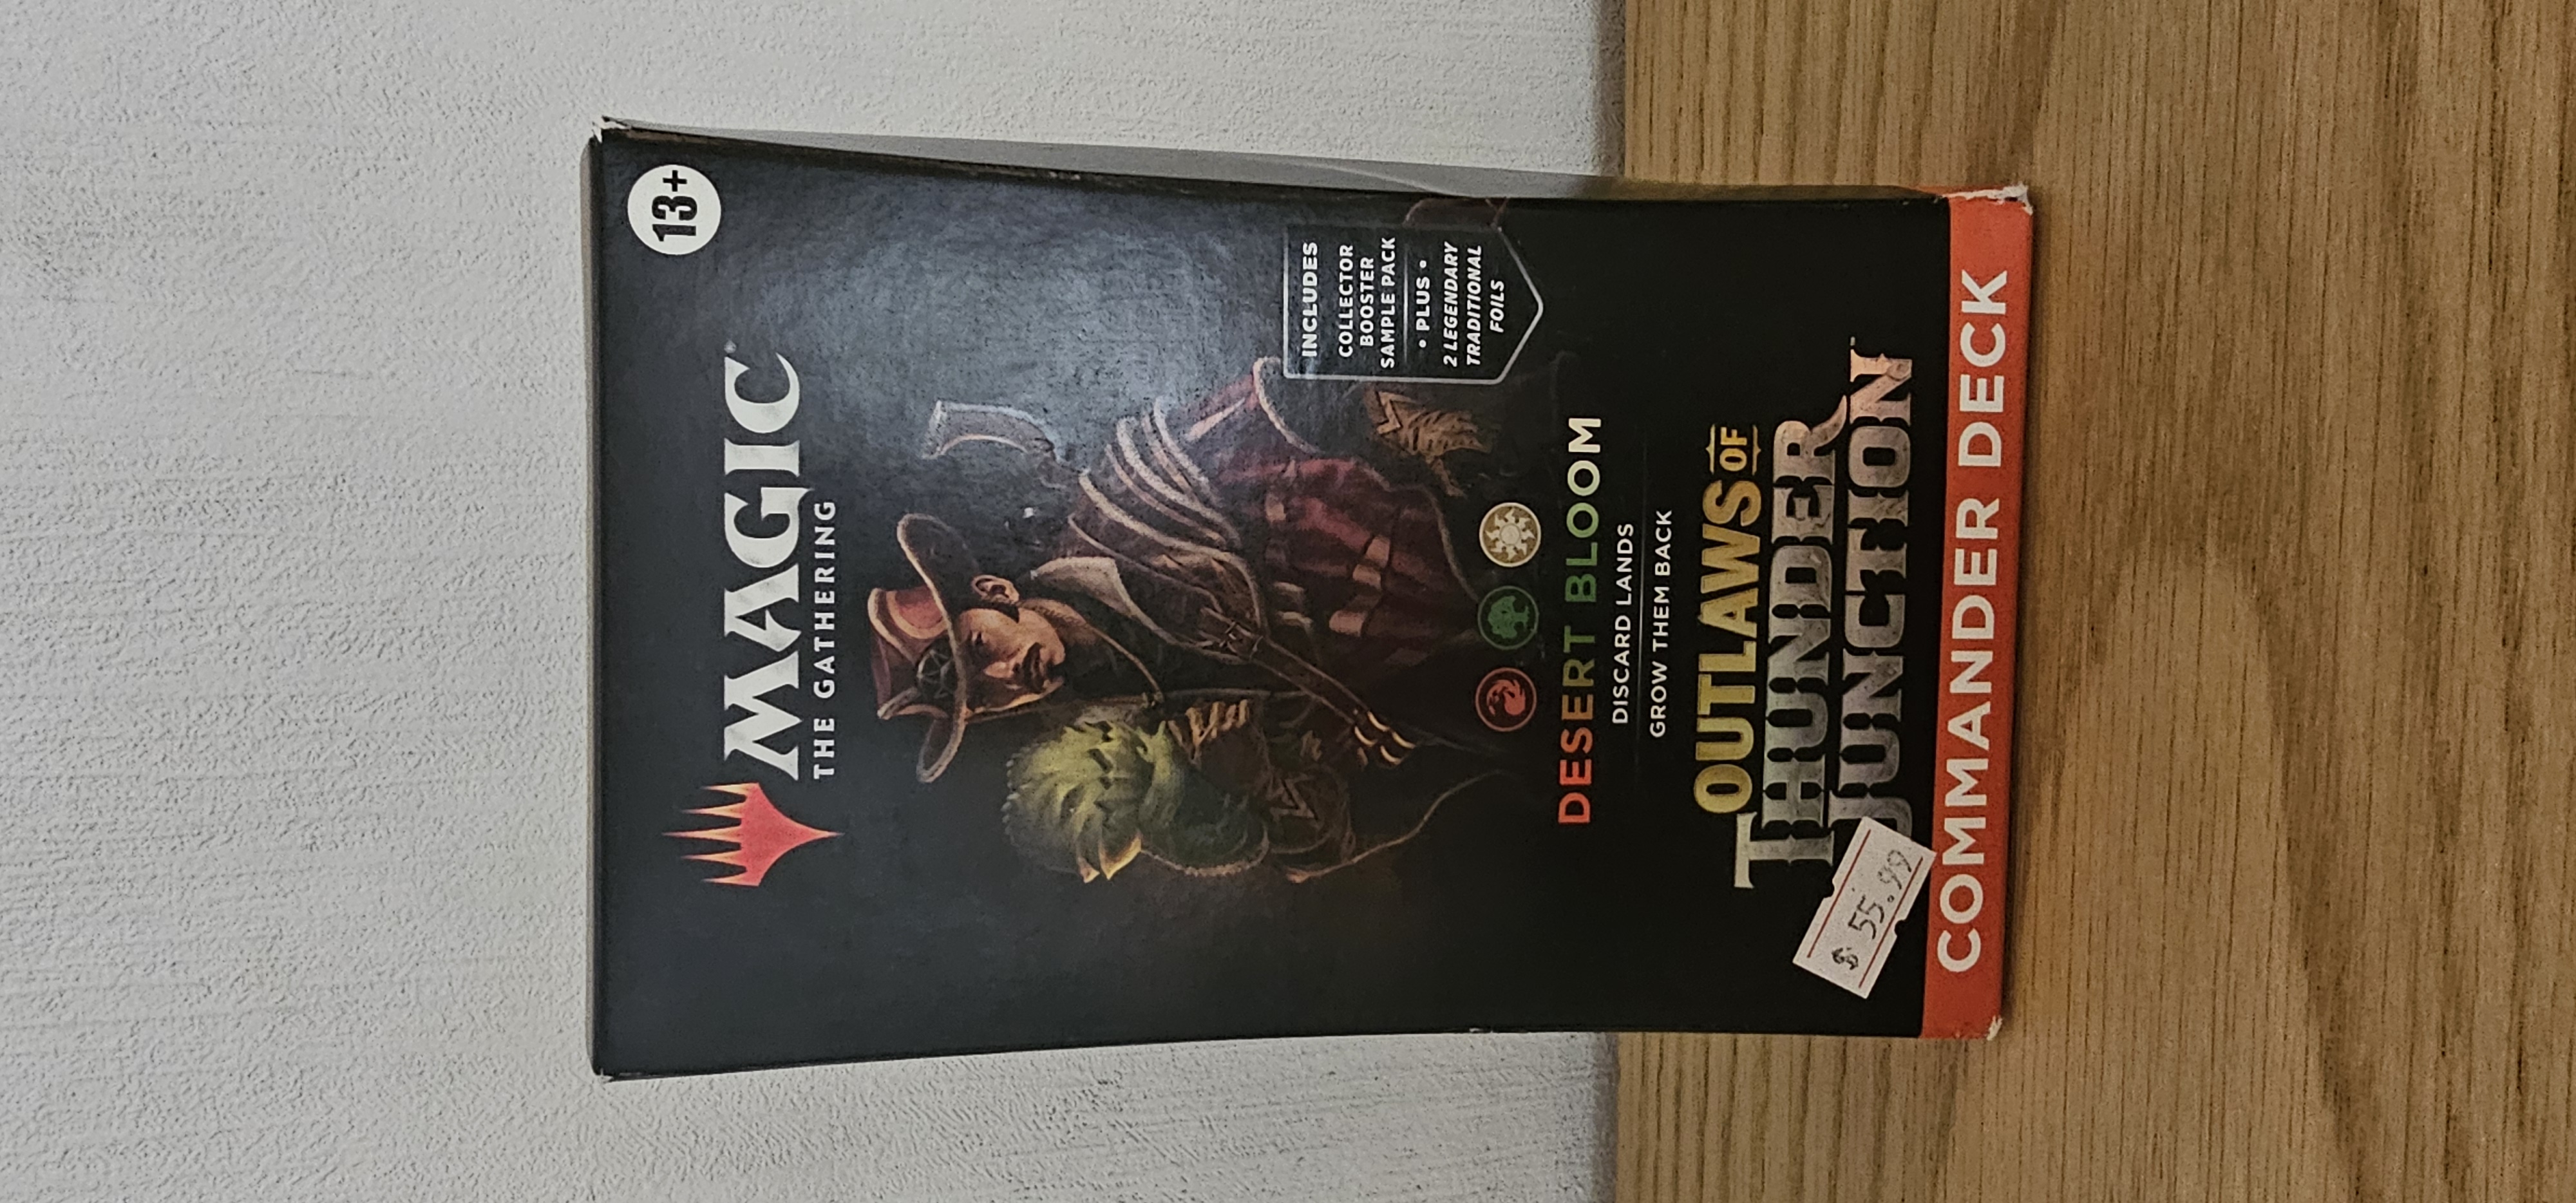 13+
MAGIC
THE GATHERING
INCLUDES
COLLECTOR
BOOSTER
SAMPLE PACK
• PLUS •
2 LEGENDARY
TRADITIONAL
FOILS
DESERT BLOOM
DISCARD LANDS
GROW THEM BACK
OUTLAWS OF
THUNDER
JUNCTION
$ 55.99
COMMANDER DECK